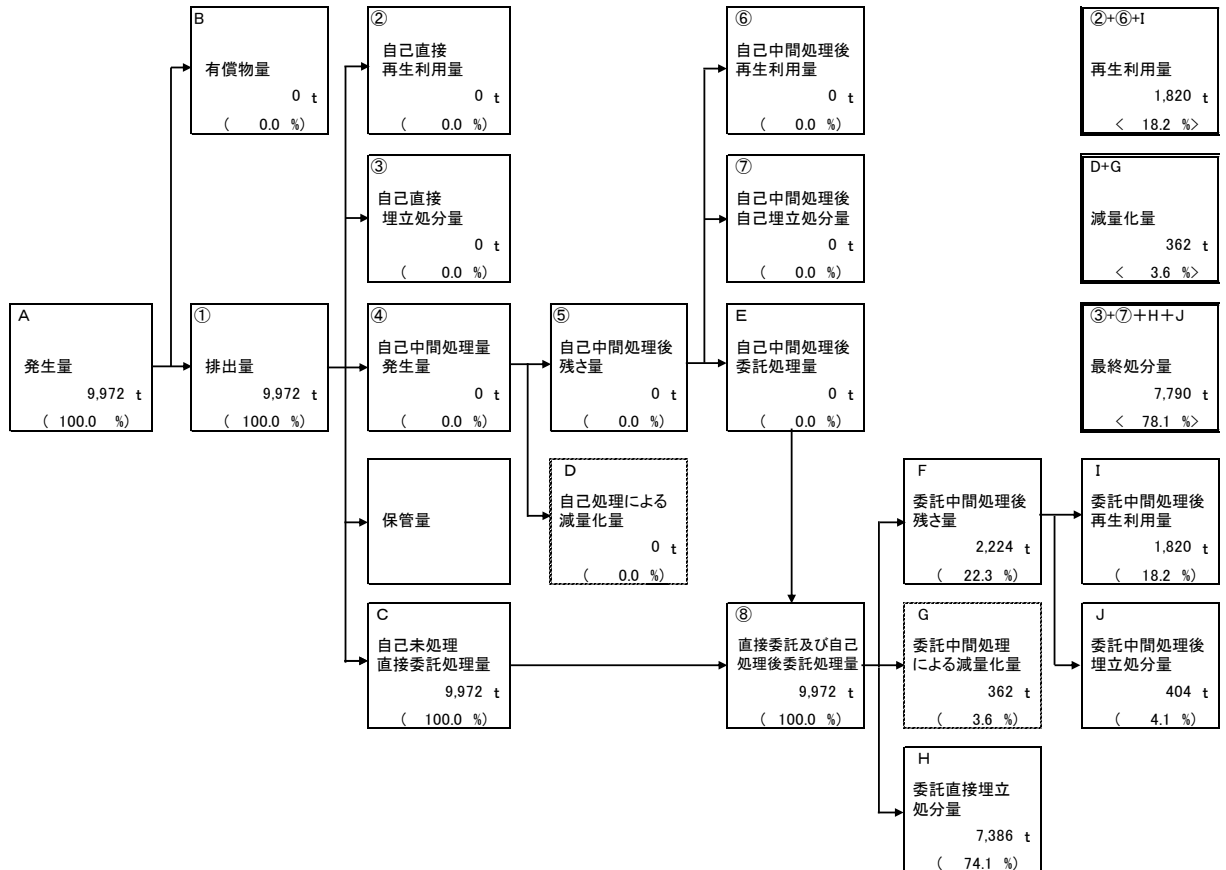 B
有償物量
0 t
( 0.0 %)
②
自己直接
再生利用量
0 t
( 0.0 %)
⑥
自己中間処理後
再生利用量
0 t
( 0.0 %)
②+⑥+I
再生利用量
1,820 t
< 18.2 %>
③
自己直接
埋立処分量
0 t
( 0.0 %)
⑦
自己中間処理後
自己埋立処分量
0 t
( 0.0 %)
D+G
減量化量
362 t
< 3.6 %>
A
発生量
9,972 t
( 100.0 %)
①
排出量
9,972 t
( 100.0 %)
④
自己中間処理量
発生量
0 t
( 0.0 %)
⑤
自己中間処理後
残さ量
0 t
( 0.0 %)
E
自己中間処理後
委託処理量
0 t
( 0.0 %)
③+⑦+H+J
最終処分量
7,790 t
< 78.1 %>
保管量
D
自己処理による
減量化量
0 t
( 0.0 %)
F
委託中間処理後
残さ量
2,224 t
( 22.3 %)
I
委託中間処理後
再生利用量
1,820 t
( 18.2 %)
C
自己未処理
直接委託処理量
9,972 t
( 100.0 %)
⑧
直接委託及び自己
処理後委託処理量
9,972 t
( 100.0 %)
G
委託中間処理
による減量化量
362 t
( 3.6 %)
J
委託中間処理後
埋立処分量
404 t
( 4.1 %)
H
委託直接埋立
処分量
7,386 t
( 74.1 %)